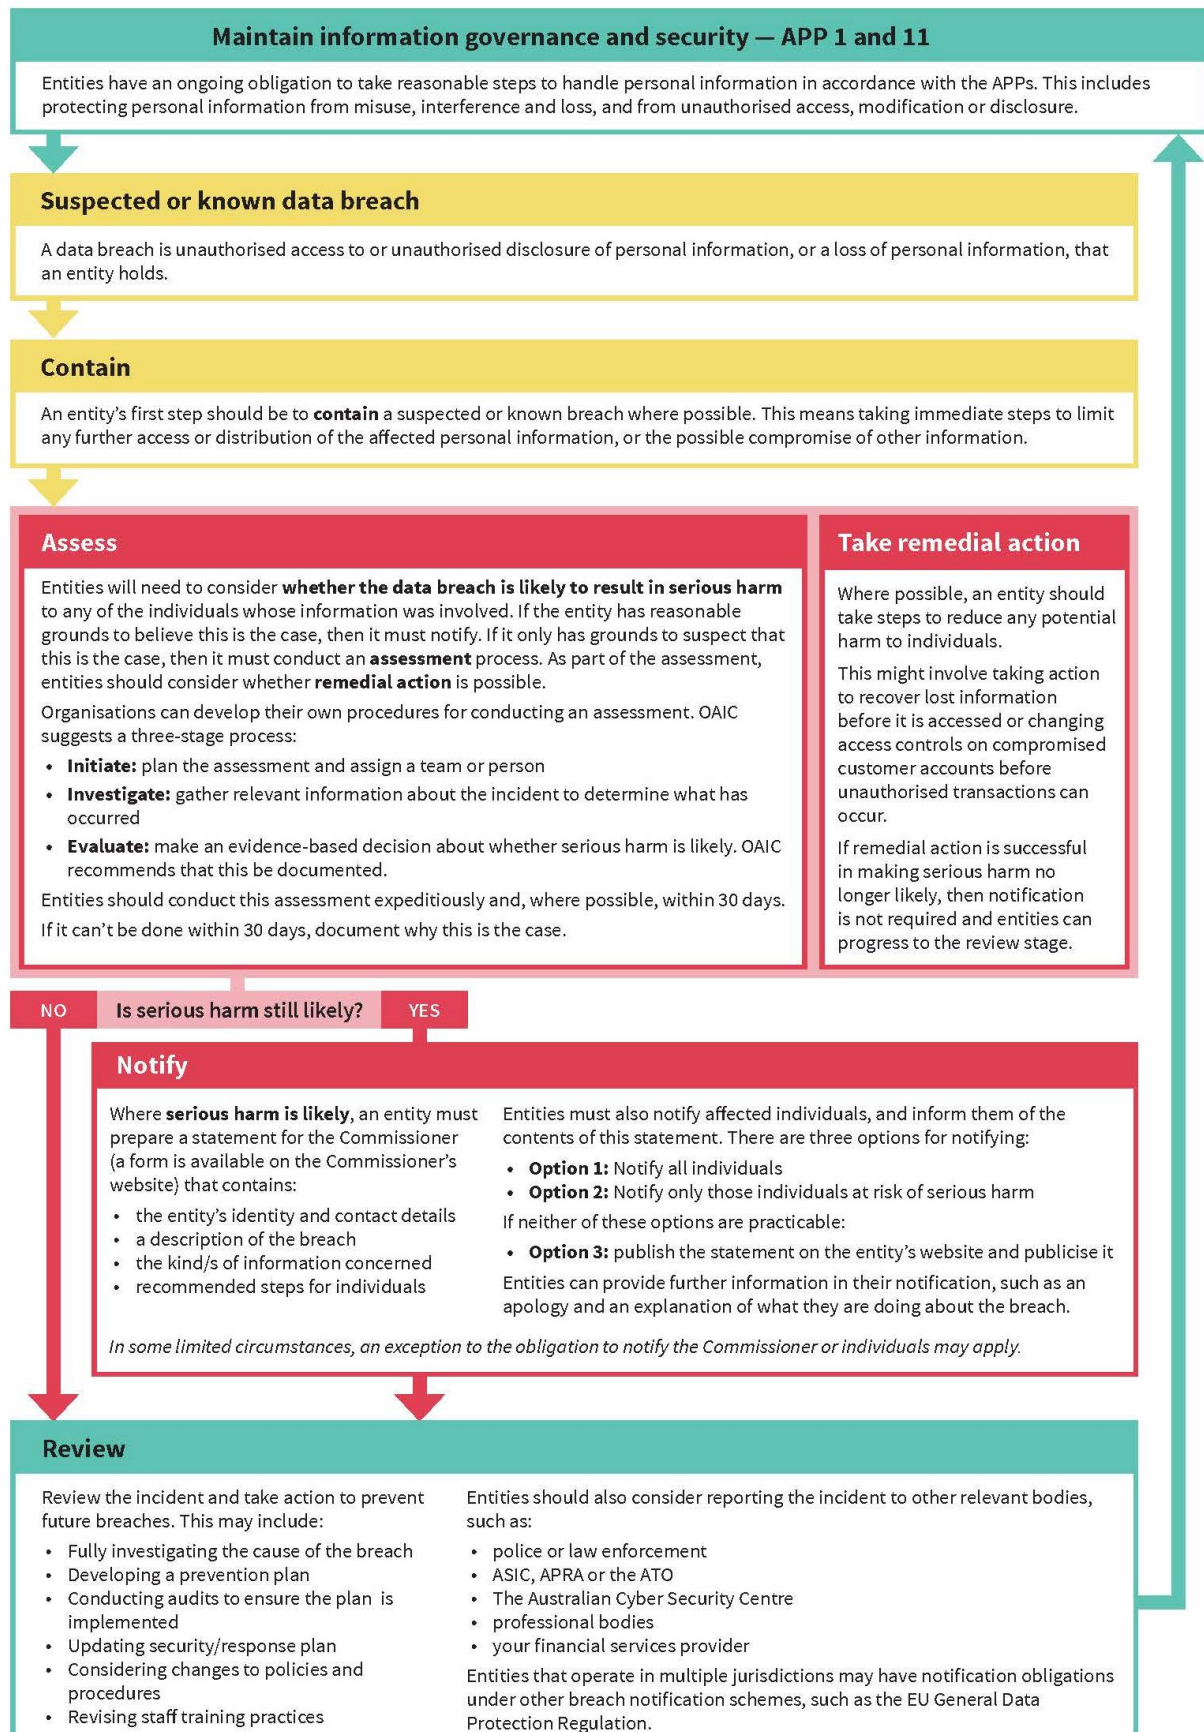 Maintain information governance and security — APP 1 and 11
Entities have an ongoing obligation to take reasonable steps to handle personal information in accordance with the APPs. This includes
protecting personal information from misuse, interference and loss, and from unauthorised access, modification or disclosure.
Suspected or known data breach
A data breach is unauthorised access to or unauthorised disclosure of personal information, or a loss of personal information, that
an entity holds.
Contain
An entity’s first step should be to contain a suspected or known breach where possible. This means taking immediate steps to limit
any further access or distribution of the affected personal information, or the possible compromise of other information.
Assess
Entities will need to consider whether the data breach is likely to result in serious harm
to any of the individuals whose information was involved. If the entity has reasonable
grounds to believe this is the case, then it must notify. If it only has grounds to suspect that
this is the case, then it must conduct an assessment process. As part of the assessment,
entities should consider whether remedial action is possible.
Organisations can develop their own procedures for conducting an assessment. OAIC
suggests a three-stage process:
• Initiate: plan the assessment and assign a team or person
• Investigate: gather relevant information about the incident to determine what has
occurred
• Evaluate: make an evidence-based decision about whether serious harm is likely. OAIC
recommends that this be documented.
Entities should conduct this assessment expeditiously and, where possible, within 30 days.
If it can’t be done within 30 days, document why this is the case.
Take remedial action
Where possible, an entity should
take steps to reduce any potential
harm to individuals.
This might involve taking action
to recover lost information
before it is accessed or changing
access controls on compromised
customer accounts before
unauthorised transactions can
occur.
If remedial action is successful
in making serious harm no
longer likely, then notification
is not required and entities can
progress to the review stage.
NO
Is serious harm still likely?
YES
Notify
Where serious harm is likely, an entity must
prepare a statement for the Commissioner
(a form is available on the Commissioner’s
website) that contains:
• the entity’s identity and contact details
• a description of the breach
• the kind/s of information concerned
• recommended steps for individuals
Entities must also notify affected individuals, and inform them of the
contents of this statement. There are three options for notifying:
• Option 1: Notify all individuals
• Option 2: Notify only those individuals at risk of serious harm
If neither of these options are practicable:
• Option 3: publish the statement on the entity’s website and publicise it
Entities can provide further information in their notification, such as an
apology and an explanation of what they are doing about the breach.
In some limited circumstances, an exception to the obligation to notify the Commissioner or individuals may apply.
Review
Review the incident and take action to prevent
future breaches. This may include:
• Fully investigating the cause of the breach
• Developing a prevention plan
• Conducting audits to ensure the plan is
implemented
• Updating security/response plan
• Considering changes to policies and
procedures
• Revising staff training practices
Entities should also consider reporting the incident to other relevant bodies,
such as:
• police or law enforcement
• ASIC, APRA or the ATO
• The Australian Cyber Security Centre
• professional bodies
• your financial services provider
Entities that operate in multiple jurisdictions may have notification obligations
under other breach notification schemes, such as the EU General Data
Protection Regulation.